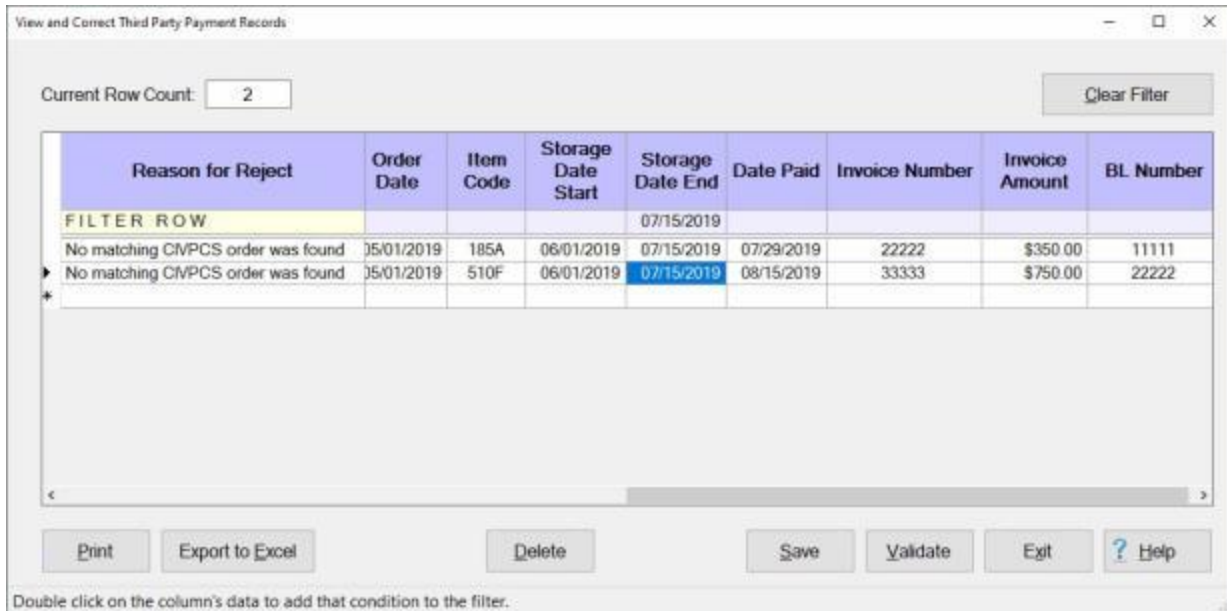 View and Correct Third Party Payment Records
Current Row Count: 2 Clear Filter
Reason for Reject Order Date Item Code Storage Date Start Storage Date End Date Paid Invoice Number Invoice Amount BL Number
FILTER ROW 07/15/2019
No matching CIVPCS order was found 05/01/2019 185A 06/01/2019 07/15/2019 07/29/2019 22222 $350.00 11111
No matching CIVPCS order was found 05/01/2019 510F 06/01/2019 07/15/2019 08/15/2019 33333 $750.00 22222
Print Export to Excel Delete Save Validate Exit ? Help
Double click on the column's data to add that condition to the filter.